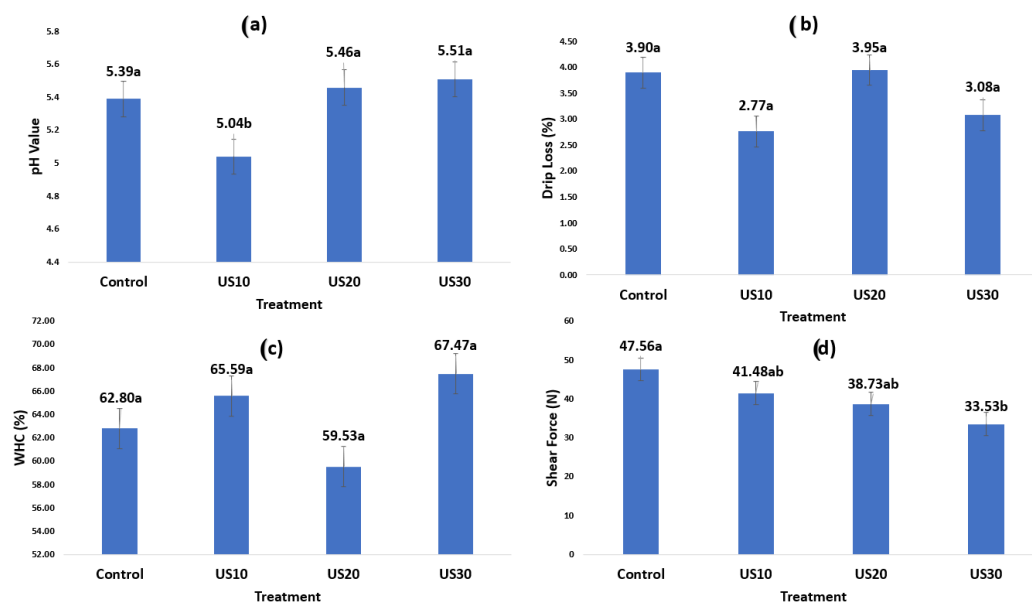 (a)
pH Value
5.8
5.6
5.4
5.2
5
4.8
4.6
4.4
5.39a
5.04b
5.46a
5.51a
Control US10 US20 US30
Treatment
(b)
Drip Loss (%)
4.50
4.00
3.50
3.00
2.50
2.00
1.50
1.00
0.50
0.00
3.90a
2.77a
3.95a
3.08a
Control US10 US20 US30
Treatment
(c)
WHC (%)
72.00
70.00
68.00
66.00
64.00
62.00
60.00
58.00
56.00
54.00
52.00
62.80a
65.59a
59.53a
67.47a
Control US10 US20 US30
Treatment
(d)
Shear Force (N)
60
50
40
30
20
10
0
47.56a
41.48ab
38.73ab
33.53b
Control US10 US20 US30
Treatment